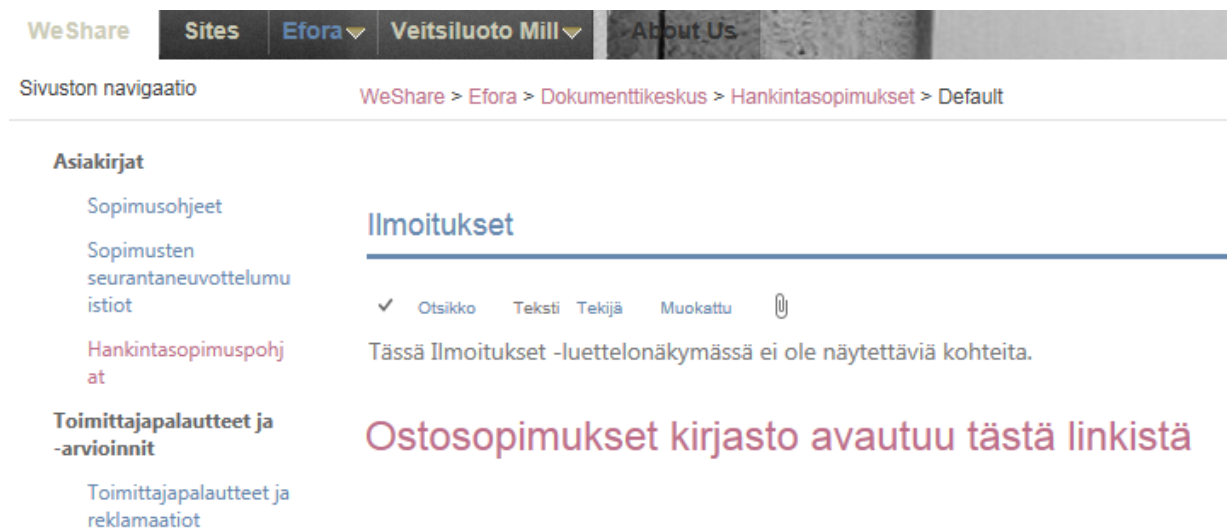 WeShare Sites Efora Veitsiluoto Mill About Us
Sivuston navigaatio
WeShare > Efora > Dokumenttikeskus > Hankintasopimukset > Default
Asiakirjat
Sopimusohjeet
Sopimusten
seurantaneuvottelumu
istiot
Hankintasopimuspohj
at
Toimittajapalautteet ja
-arvioinnit
Toimittajapalautteet ja
reklamaatiot
Ilmoitukset
Otsikko Teksti Tekijä Muokattu
Tässä Ilmoitukset -luettelonäkymässä ei ole näytettäviä kohteita.
Ostosopimukset kirjasto avautuu tästä linkistä